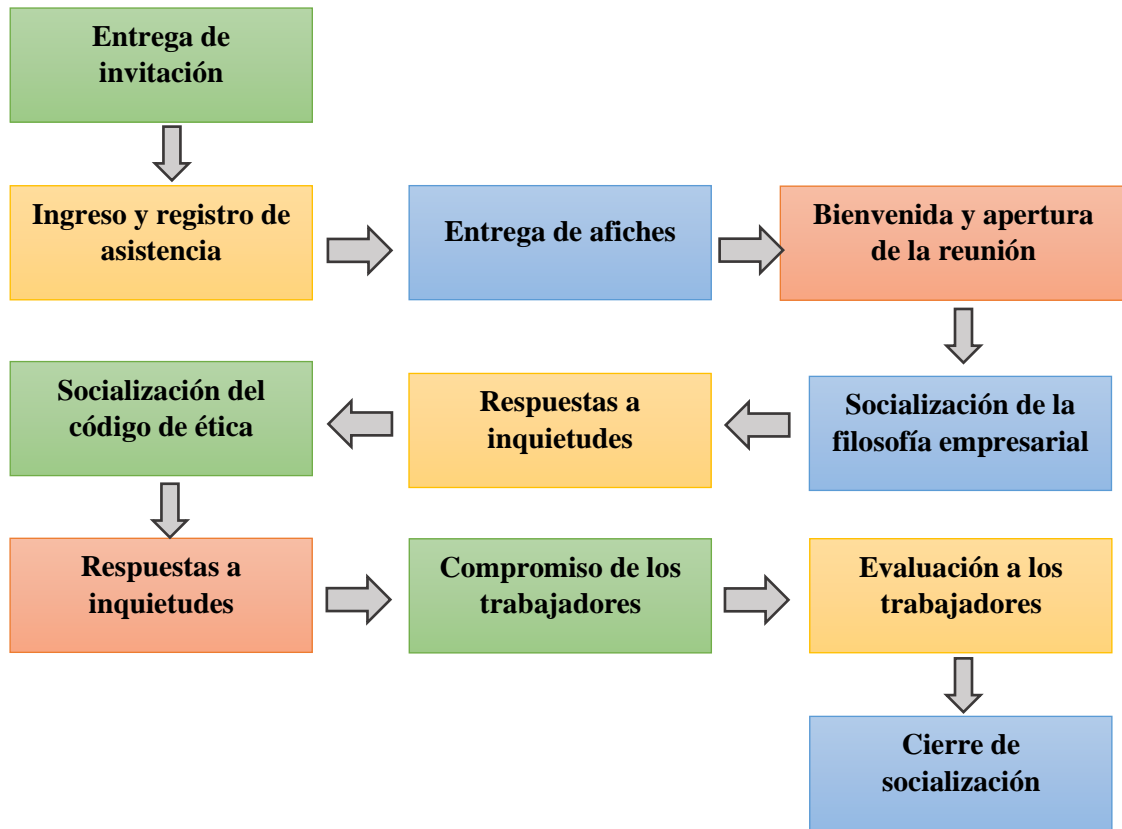 Entrega de
invitación
Ingreso y registro de
asistencia
Entrega de afiches
Bienvenida y apertura
de la reunión
Socialización de la
filosofía empresarial
Respuestas a
inquietudes
Socialización del
código de ética
Respuestas a
inquietudes
Compromiso de los
trabajadores
Evaluación a los
trabajadores
Cierre de
socialización